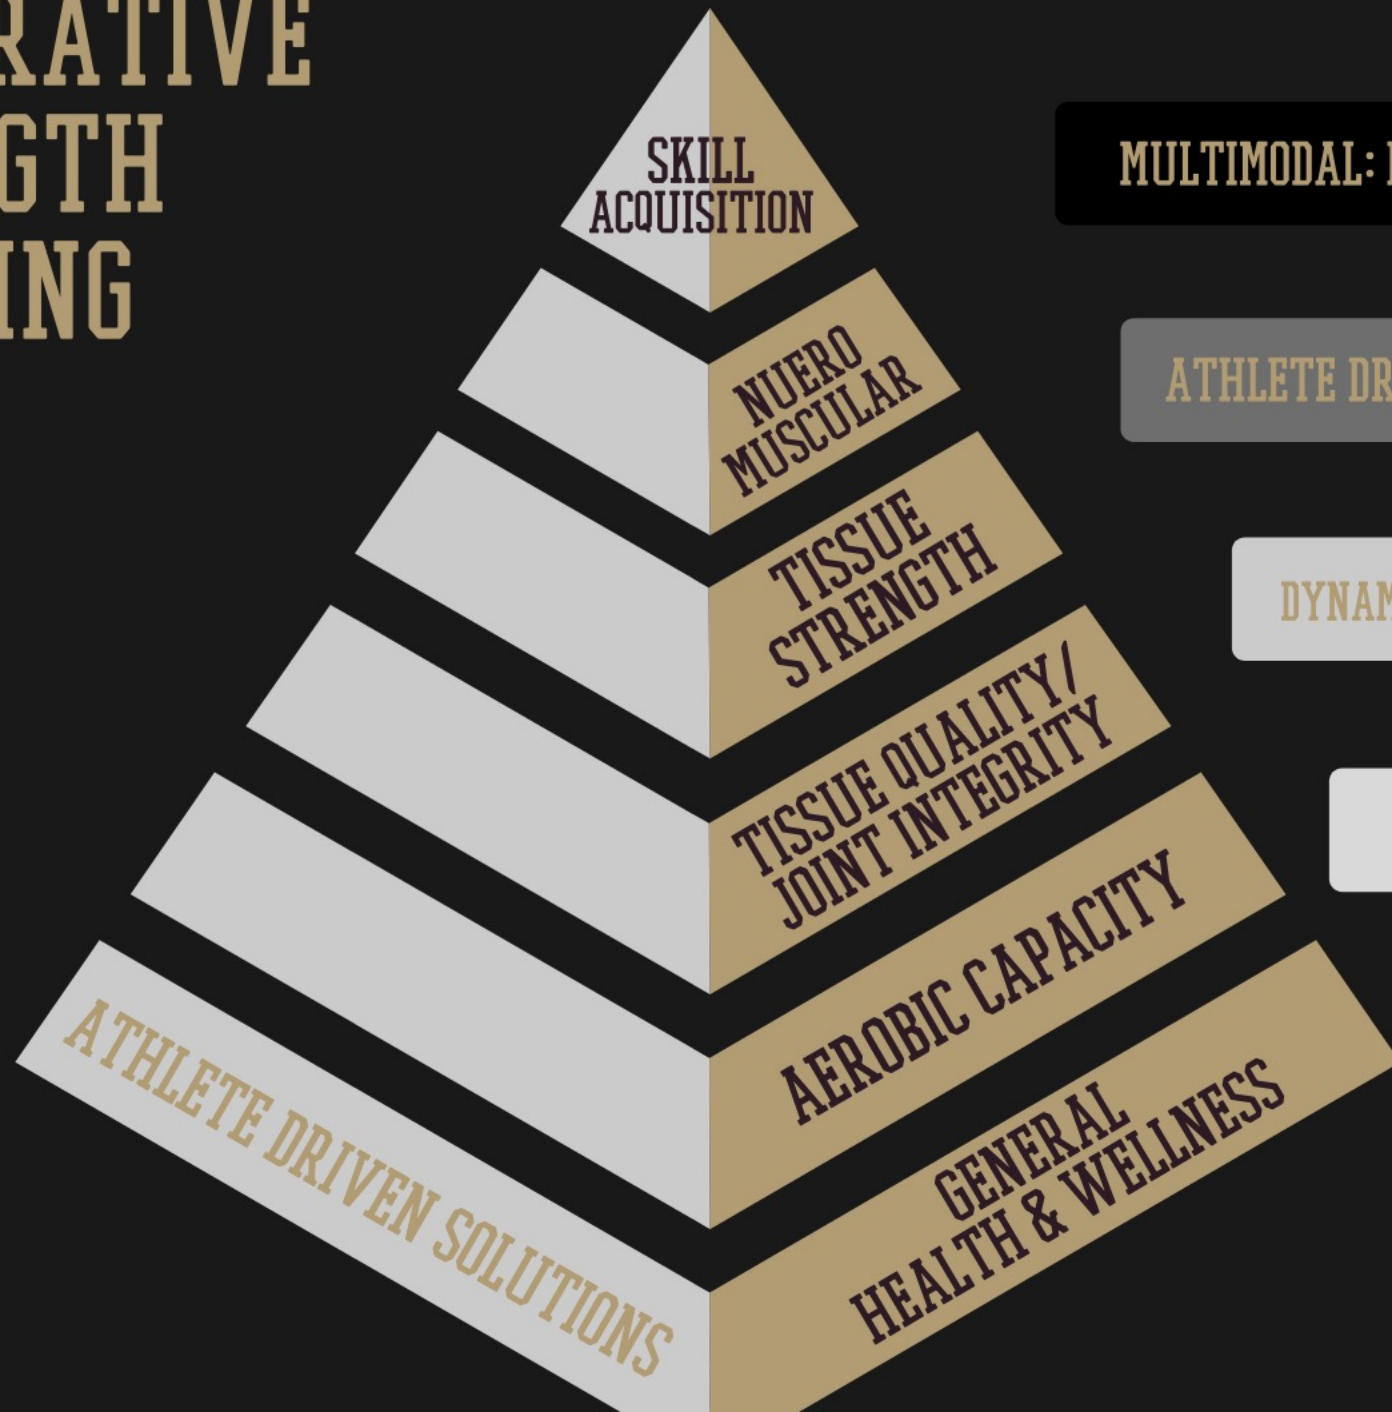 RATIVE
GTH
ING
SKILL
ACQUISITION
MULTIMODAL:
NUERO
MUSCULAR
ATHLETE DR
TISSUE
STRENGTH
DYNAM
TISSUE QUALITY/
JOINT INTEGRITY
AEROBIC CAPACITY
GENERAL
HEALTH & WELLNESS
ATHLETE DRIVEN SOLUTIONS